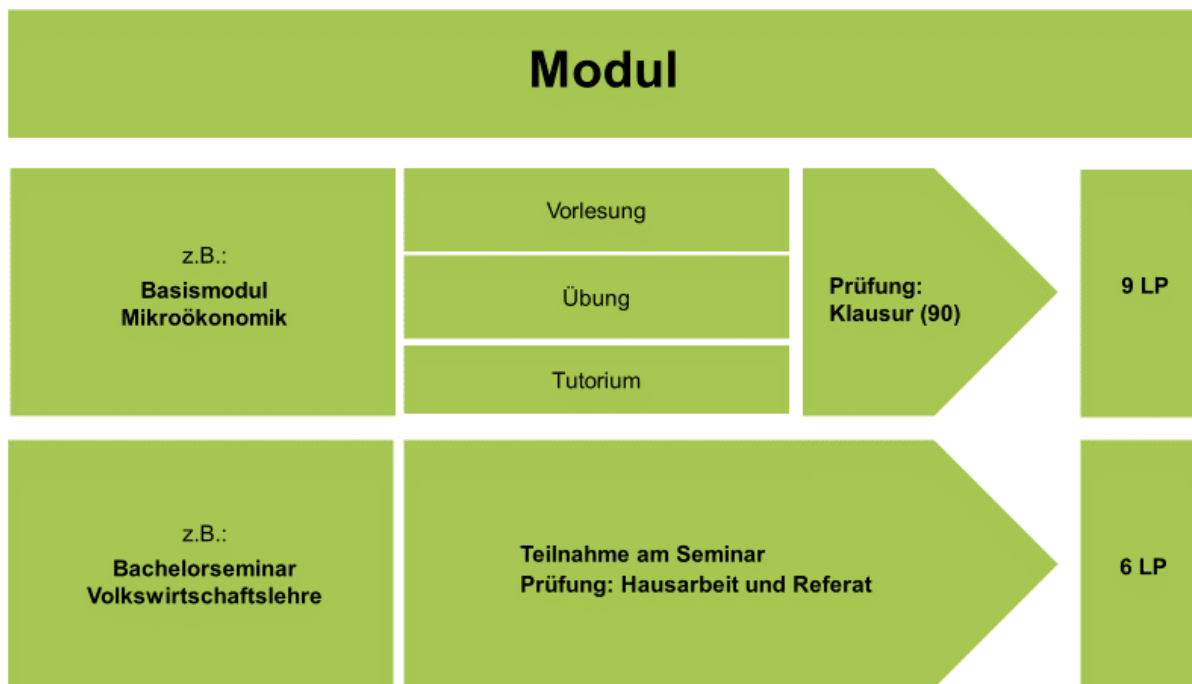 Modul
z.B.:
Basismodul
Mikroökonomik
Vorlesung
Übung
Tutorium
Prüfung:
Klausur (90)
9 LP
z.B.:
Bachelorseminar
Volkswirtschaftslehre
Teilnahme am Seminar
Prüfung: Hausarbeit und Referat
6 LP